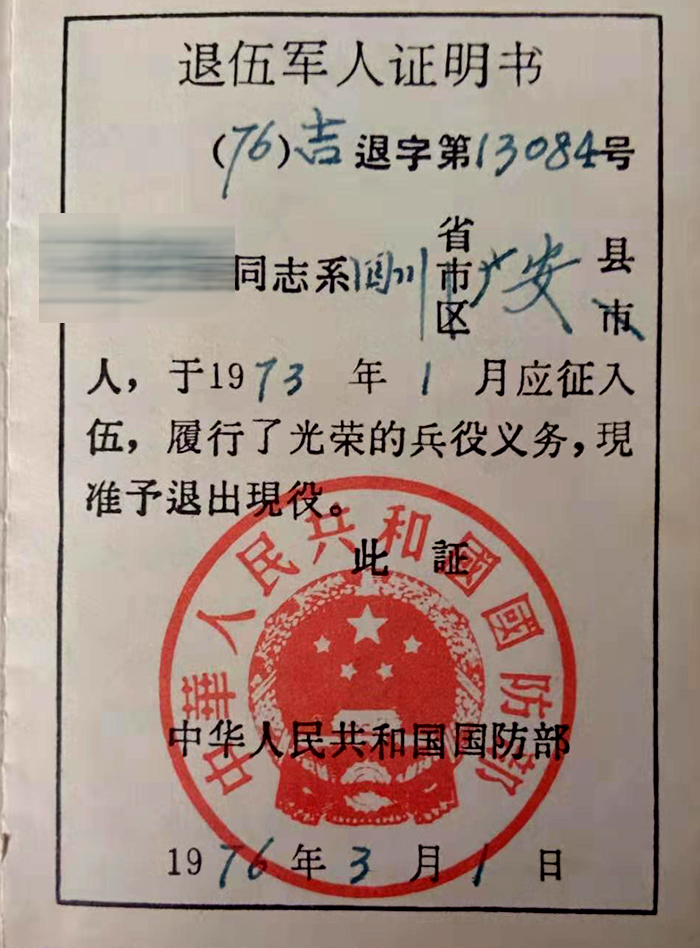 退伍军人证明书
(76)吉退字第13084号
同志系四川省市区广安县市
人，于1973年1月应征入
伍，履行了光荣的兵役义务，現
准予退出現役。
此 証
中華人民共和國國防部
中华人民共和国国防部
1976年3月1日